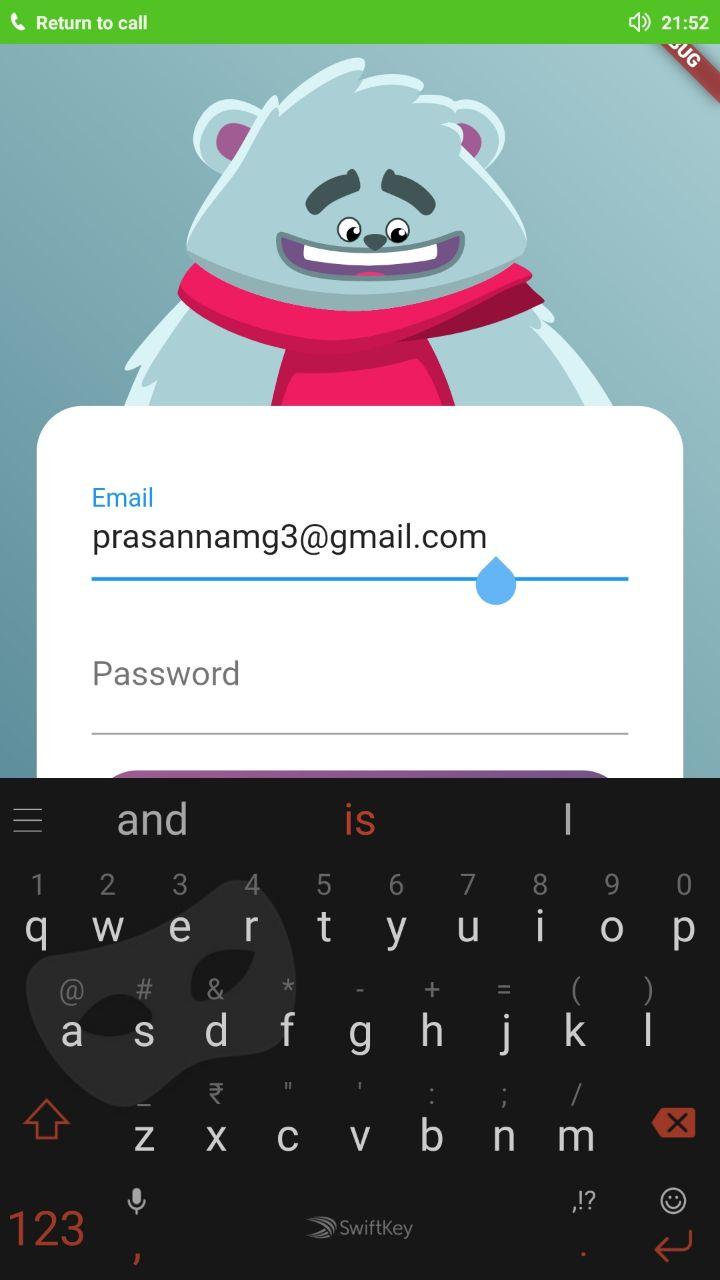 Return to call 21:52
Email
prasannamg3@gmail.com
Password
and is I
1 2 3 4 5 6 7 8 9 0
q w e r t y u i o p
@ # & * - + = ( )
a s d f g h j k l
_ ₹ " ' : ; /
z x c v b n m
,!?
123 , SwiftKey .